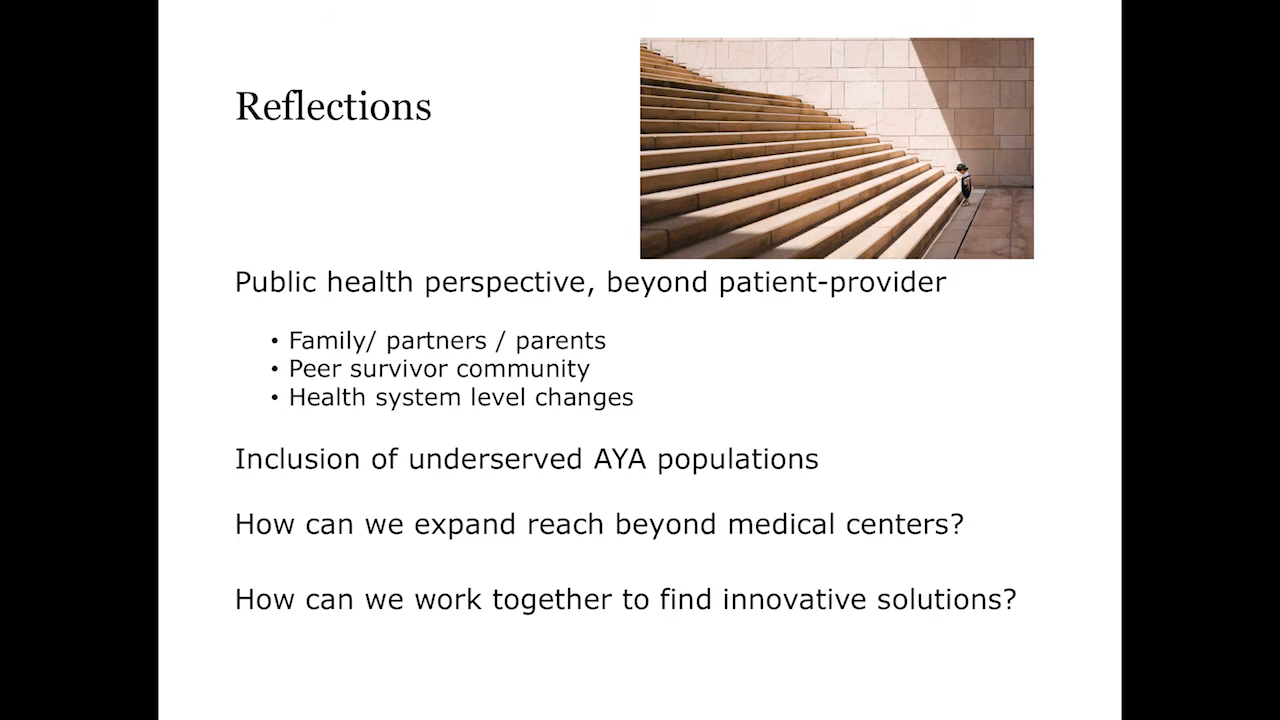 Reflections
Public health perspective, beyond patient-provider
• Family/ partners / parents
• Peer survivor community
• Health system level changes
Inclusion of underserved AYA populations
How can we expand reach beyond medical centers?
How can we work together to find innovative solutions?